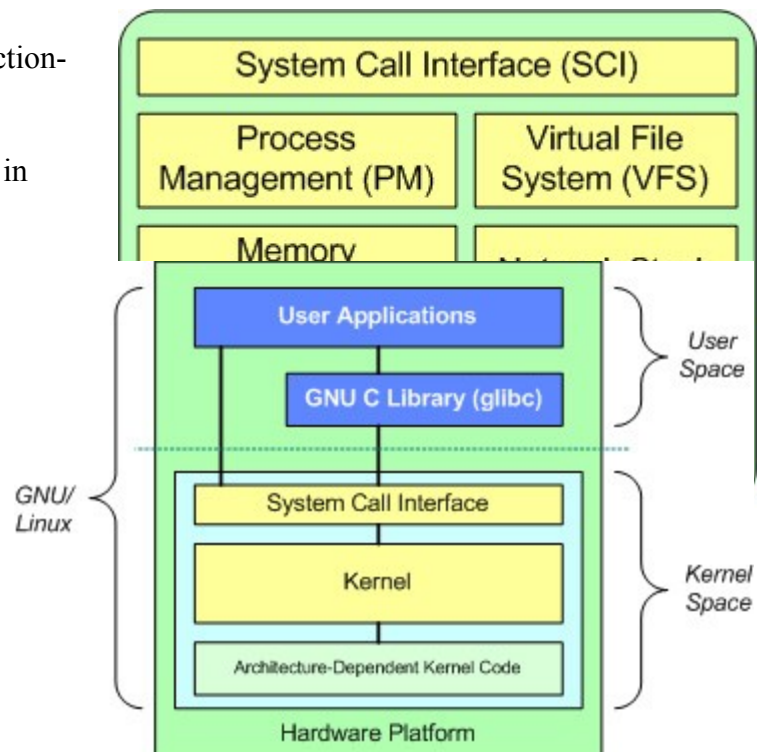 ction-
in
System Call Interface (SCI)
Process
Management (PM)
Virtual File
System (VFS)
Memory
User Applications
GNU C Library (glibc)
User
Space
GNU/
Linux
System Call Interface
Kernel
Architecture-Dependent Kernel Code
Kernel
Space
Hardware Platform